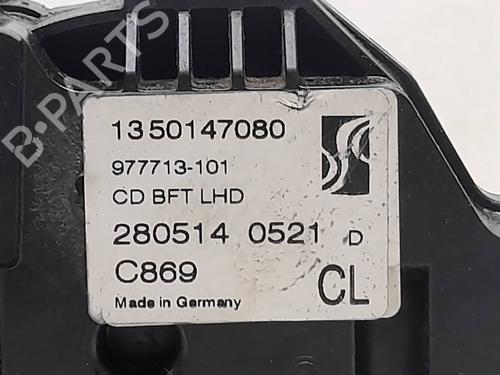 B-PARTS
1350147080
977713-101
CD BFT LHD
280514 0521 D
C869
CL
Made in Germany